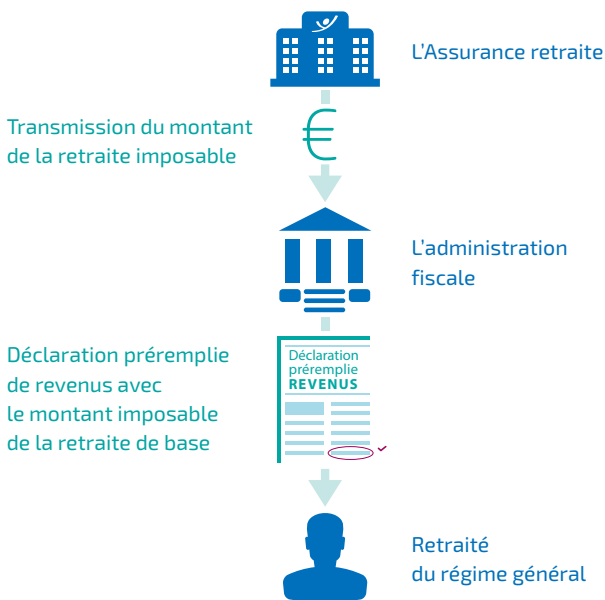 L'Assurance retraite
Transmission du montant
de la retraite imposable
€
L'administration
fiscale
Déclaration préremplie
de revenus avec
le montant imposable
de la retraite de base
Déclaration
préremplie
REVENUS
Retraité
du régime général